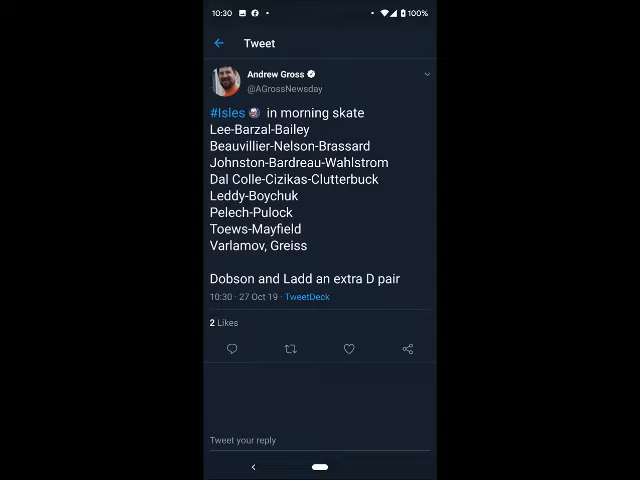 10:30 100%
Tweet
Andrew Gross
@AGrossNewsday
#Isles in morning skate
Lee-Barzal-Bailey
Beauvillier-Nelson-Brassard
Johnston-Bardreau-Wahlstrom
Dal Colle-Cizikas-Clutterbuck
Leddy-Boychuk
Pelech-Pulock
Toews-Mayfield
Varlamov, Greiss
Dobson and Ladd an extra D pair
10:30 · 27 Oct 19 · TweetDeck
2 Likes
Tweet your reply